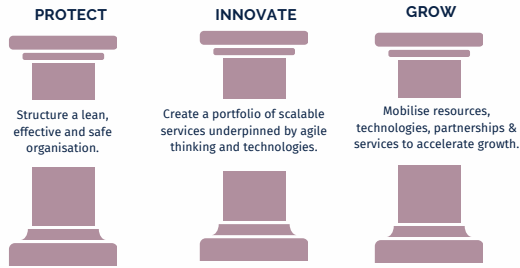 PROTECT
Structure a lean,
effective and safe
organisation.
INNOVATE
Create a portfolio of scalable
services underpinned by agile
thinking and technologies.
GROW
Mobilise resources,
technologies, partnerships &
services to accelerate growth.